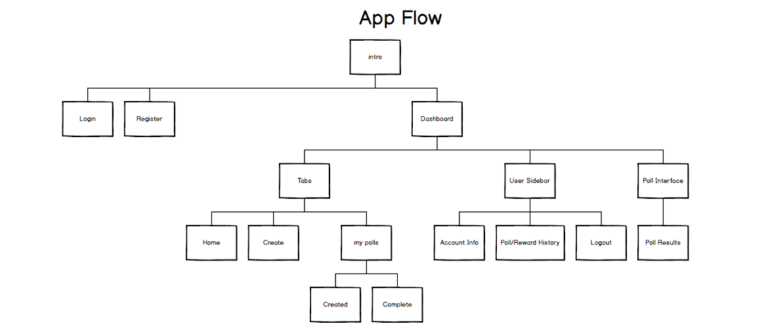 App Flow
intro
Login
Register
Dashboard
Tabs
User Sidebar
Poll Interface
Home
Create
my polls
Account Info
Poll/Reward History
Logout
Poll Results
Created
Complete